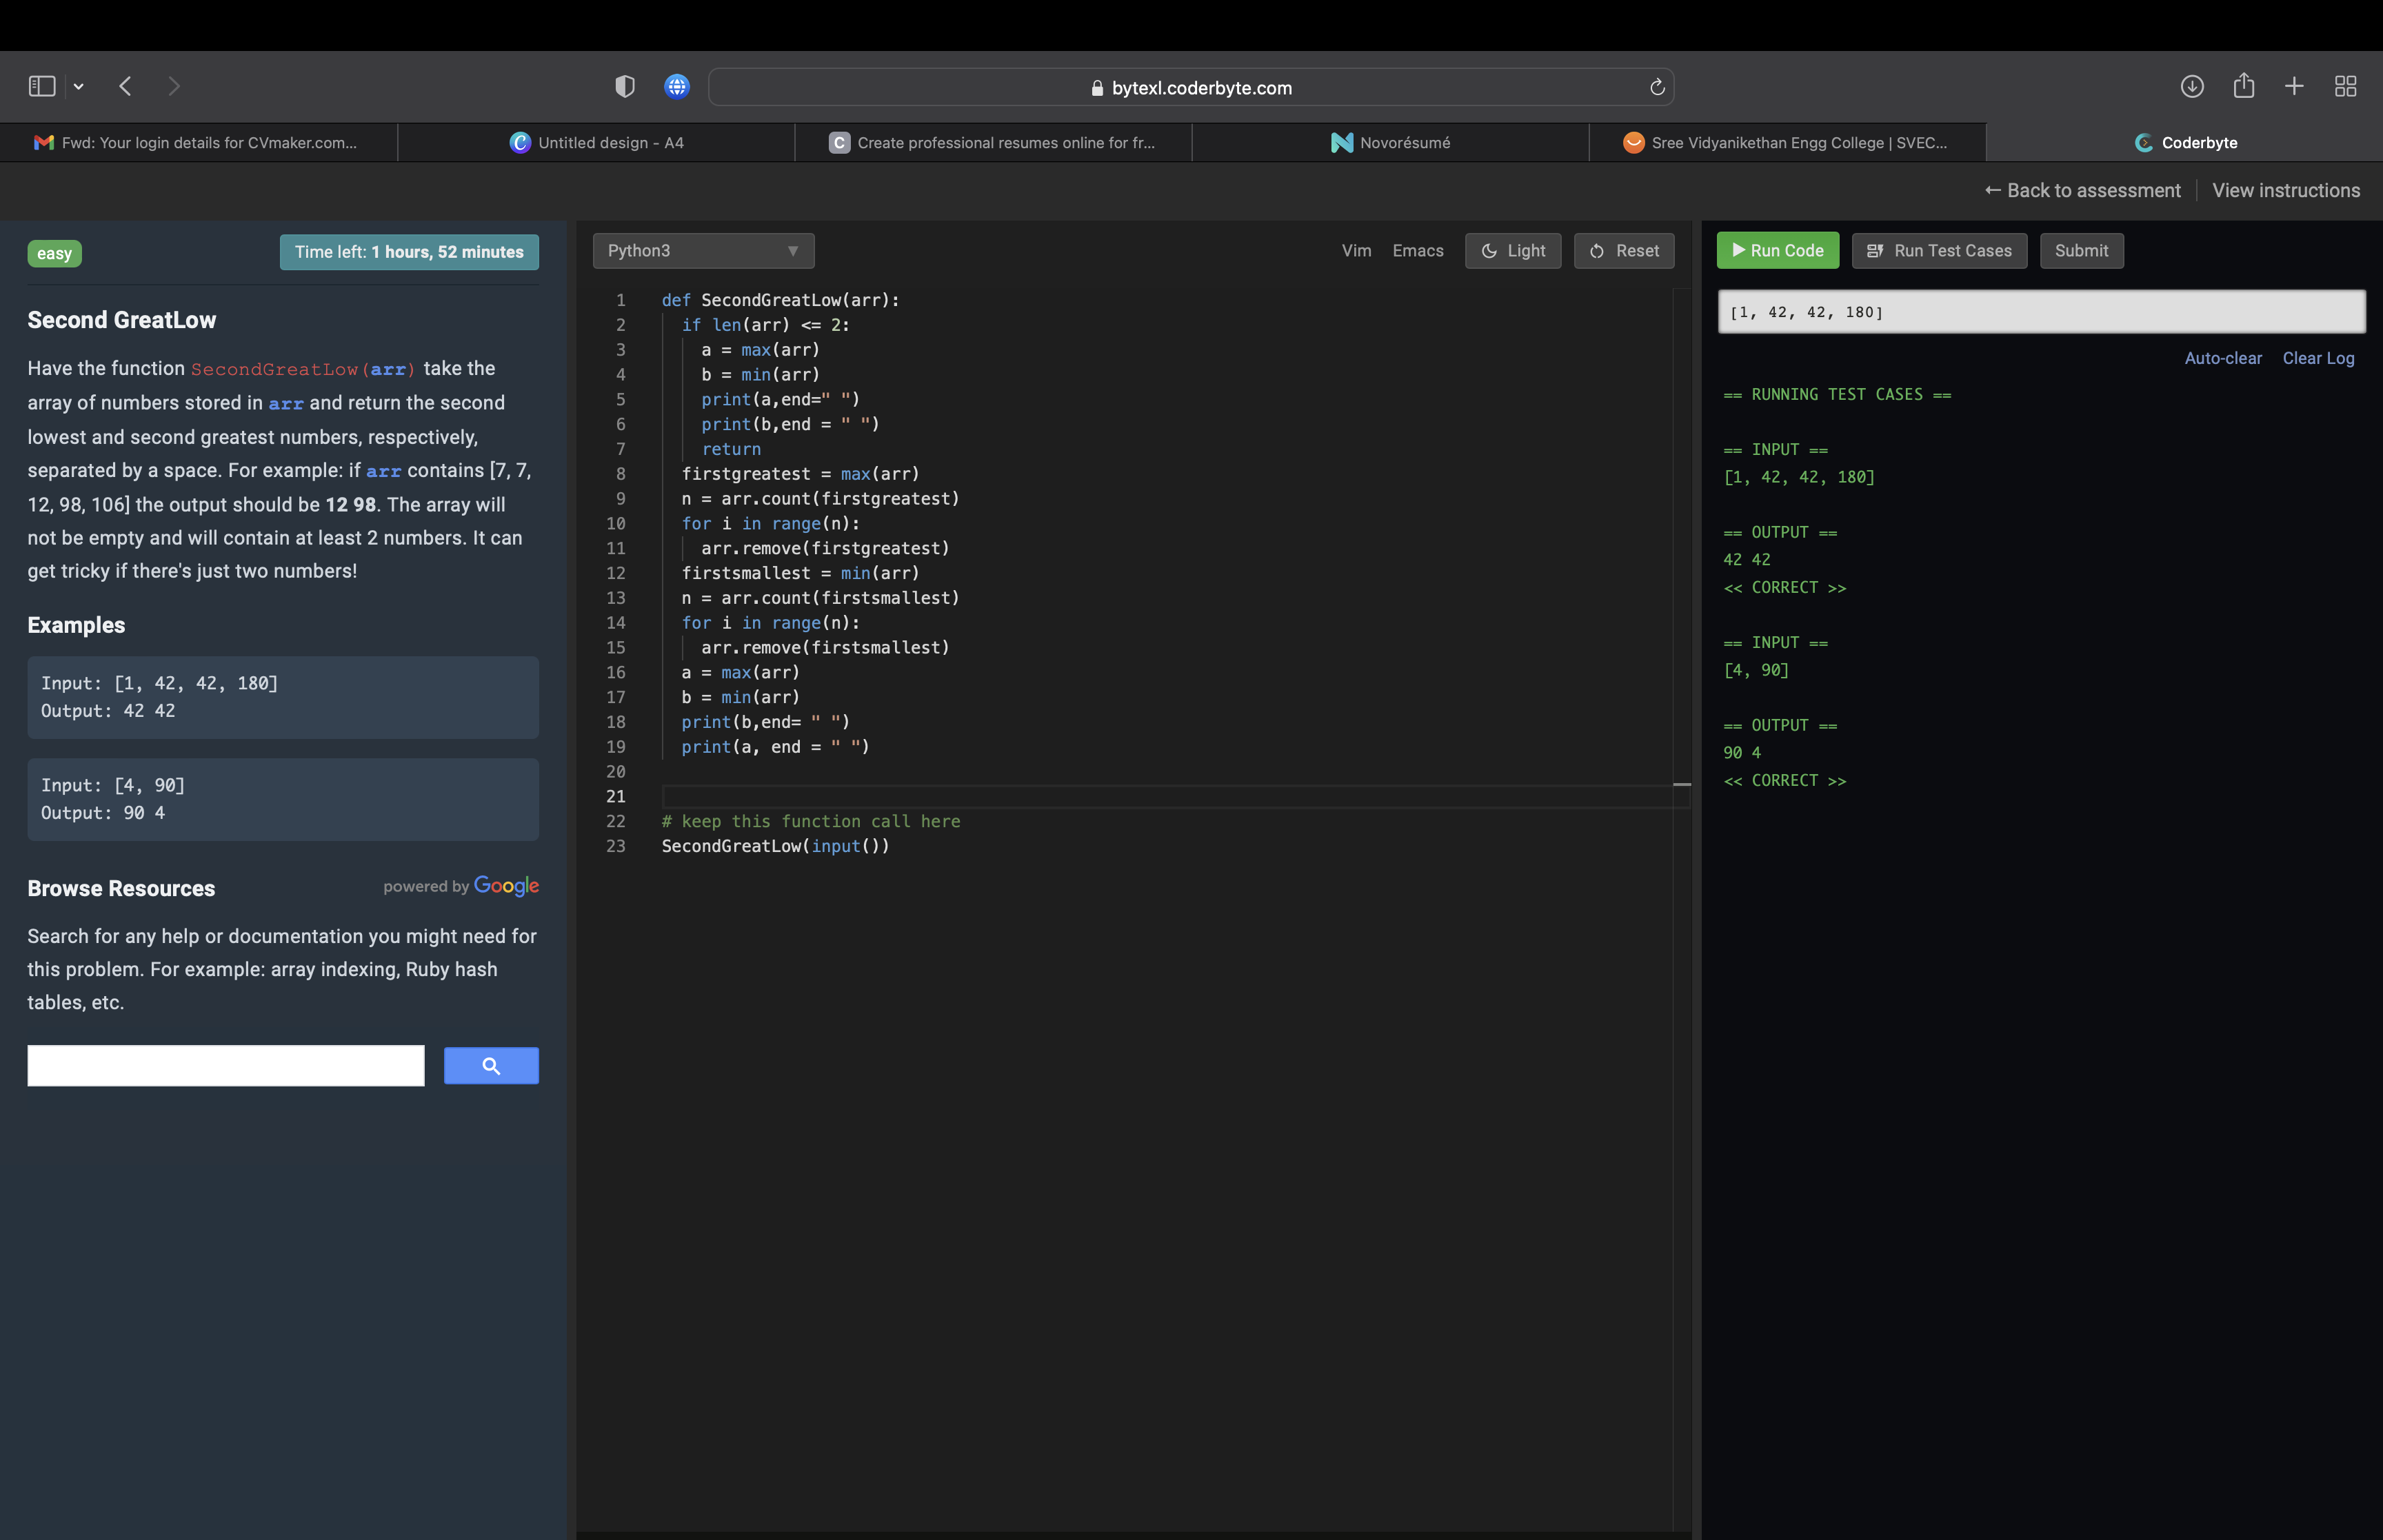 bytexl.coderbyte.com
Fwd: Your login details for CVmaker.com...
Untitled design - A4
C Create professional resumes online for fr...
Novorésumé
Sree Vidyanikethan Engg College | SVEC...
Coderbyte
← Back to assessment
View instructions
easy
Time left: 1 hours, 52 minutes
Second GreatLow
Have the function SecondGreatLow(arr) take the
array of numbers stored in arr and return the second
lowest and second greatest numbers, respectively,
separated by a space. For example: if arr contains [7, 7,
12, 98, 106] the output should be 12 98. The array will
not be empty and will contain at least 2 numbers. It can
get tricky if there's just two numbers!
Examples
Input: [1, 42, 42, 180]
Output: 42 42
Input: [4, 90]
Output: 90 4
Browse Resources
powered by Google
Search for any help or documentation you might need for
this problem. For example: array indexing, Ruby hash
tables, etc.
Python3
Vim
Emacs
Light
Reset
1 def SecondGreatLow(arr):
2 if len(arr) <= 2:
3 a = max(arr)
4 b = min(arr)
5 print(a,end=" ")
6 print(b,end = " ")
7 return
8 firstgreatest = max(arr)
9 n = arr.count(firstgreatest)
10 for i in range(n):
11 arr.remove(firstgreatest)
12 firstsmallest = min(arr)
13 n = arr.count(firstsmallest)
14 for i in range(n):
15 arr.remove(firstsmallest)
16 a = max(arr)
17 b = min(arr)
18 print(b,end= " ")
19 print(a, end = " ")
20
21
22 # keep this function call here
23 SecondGreatLow(input())
Run Code
Run Test Cases
Submit
[1, 42, 42, 180]
Auto-clear
Clear Log
== RUNNING TEST CASES ==
== INPUT ==
[1, 42, 42, 180]
== OUTPUT ==
42 42
<< CORRECT >>
== INPUT ==
[4, 90]
== OUTPUT ==
90 4
<< CORRECT >>